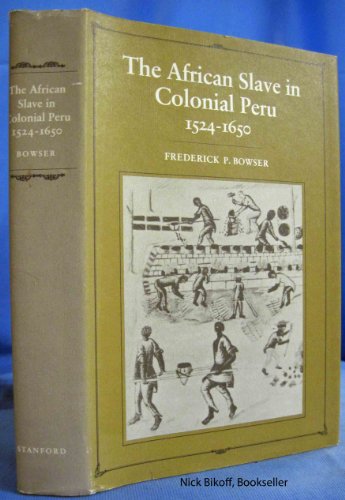 The African
Slave in
Colonial Peru
1524-1650
BOWSER
STANFORD
The African Slave in
Colonial Peru
1524-1650
FREDERICK P. BOWSER
Nick Bikoff, Bookseller